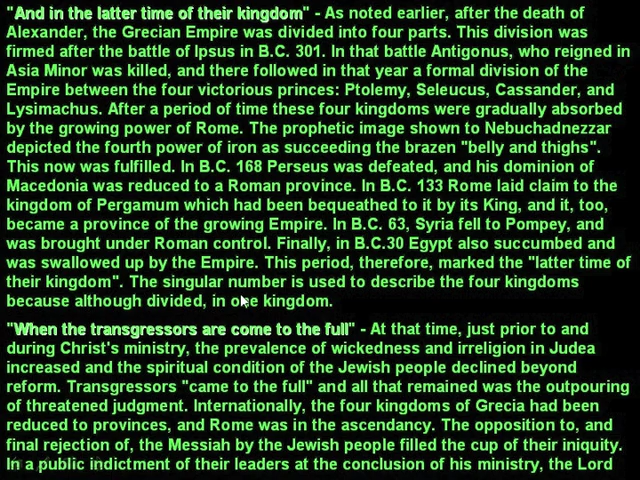 "And in the latter time of their kingdom" - As noted earlier, after the death of
Alexander, the Grecian Empire was divided into four parts. This division was
firmed after the battle of Ipsus in B.C. 301. In that battle Antigonus, who reigned in
Asia Minor was killed, and there followed in that year a formal division of the
Empire between the four victorious princes: Ptolemy, Seleucus, Cassander, and
Lysimachus. After a period of time these four kingdoms were gradually absorbed
by the growing power of Rome. The prophetic image shown to Nebuchadnezzar
depicted the fourth power of iron as succeeding the brazen "belly and thighs".
This now was fulfilled. In B.C. 168 Perseus was defeated, and his dominion of
Macedonia was reduced to a Roman province. In B.C. 133 Rome laid claim to the
kingdom of Pergamum which had been bequeathed to it by its King, and it, too,
became a province of the growing Empire. In B.C. 63, Syria fell to Pompey, and
was brought under Roman control. Finally, in B.C.30 Egypt also succumbed and
was swallowed up by the Empire. This period, therefore, marked the "latter time of
their kingdom". The singular number is used to describe the four kingdoms
because although divided, in one kingdom.
"When the transgressors are come to the full" - At that time, just prior to and
during Christ's ministry, the prevalence of wickedness and irreligion in Judea
increased and the spiritual condition of the Jewish people declined beyond
reform. Transgressors "came to the full" and all that remained was the outpouring
of threatened judgment. Internationally, the four kingdoms of Grecia had been
reduced to provinces, and Rome was in the ascendancy. The opposition to, and
final rejection of, the Messiah by the Jewish people filled the cup of their iniquity.
In a public indictment of their leaders at the conclusion of his ministry, the Lord